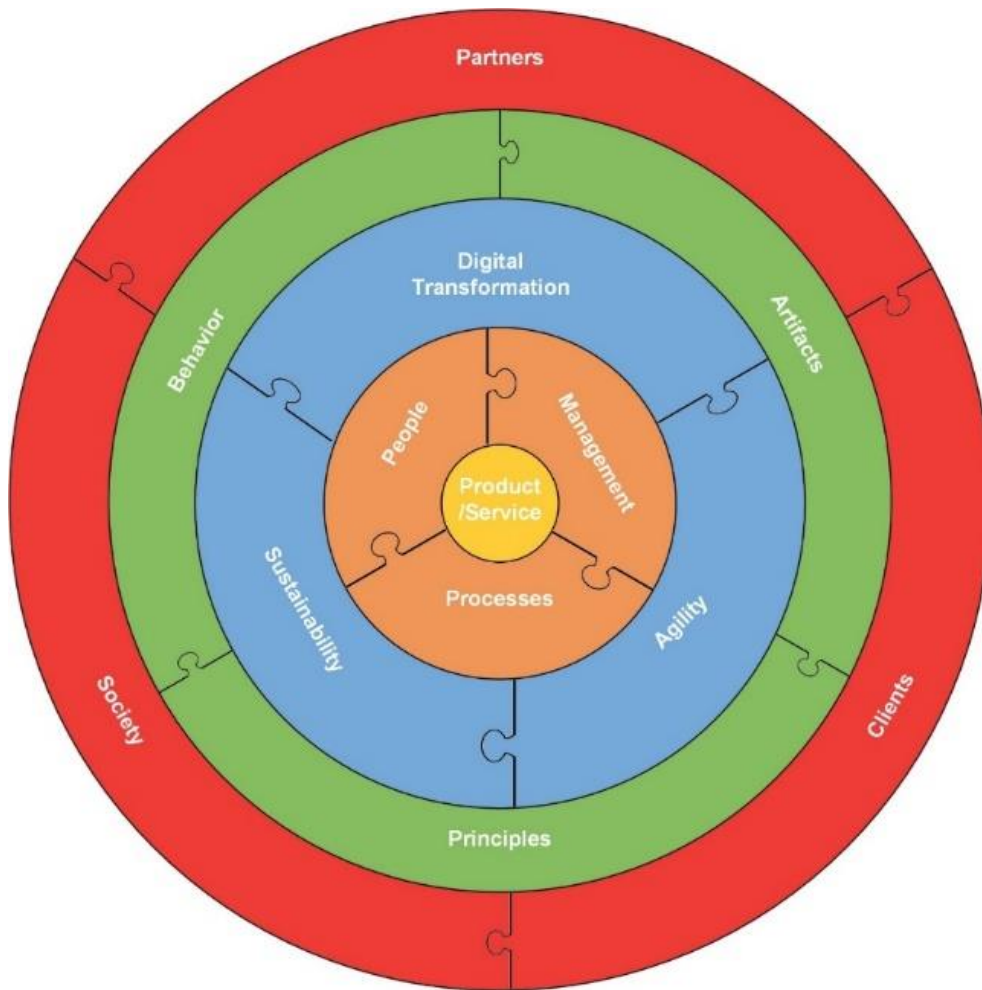 Partners
Digital
Transformation
Behavior
Artifacts
People
Management
Product
/Service
Processes
Sustainability
Agility
Society
Clients
Principles